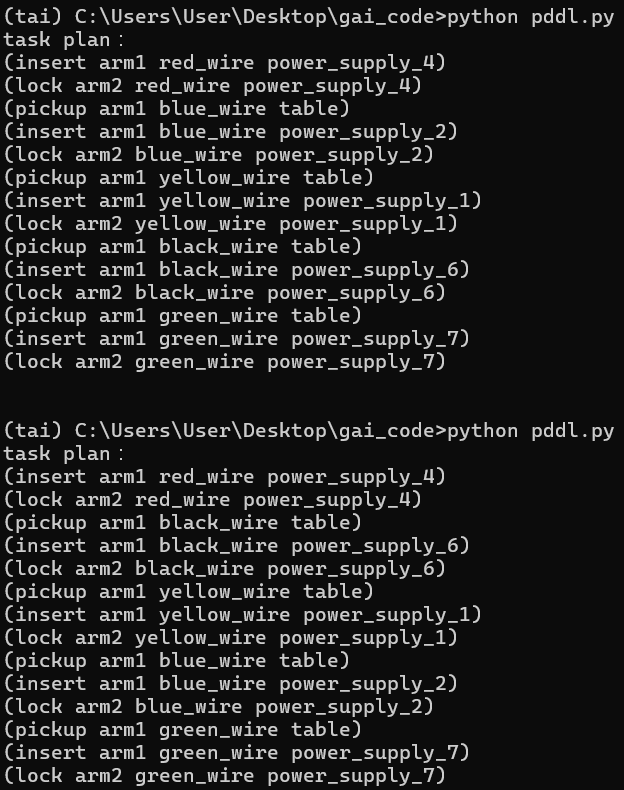 (tai) C:\Users\User\Desktop\gai_code>python pddl.py
task plan：
(insert arm1 red_wire power_supply_4)
(lock arm2 red_wire power_supply_4)
(pickup arm1 blue_wire table)
(insert arm1 blue_wire power_supply_2)
(lock arm2 blue_wire power_supply_2)
(pickup arm1 yellow_wire table)
(insert arm1 yellow_wire power_supply_1)
(lock arm2 yellow_wire power_supply_1)
(pickup arm1 black_wire table)
(insert arm1 black_wire power_supply_6)
(lock arm2 black_wire power_supply_6)
(pickup arm1 green_wire table)
(insert arm1 green_wire power_supply_7)
(lock arm2 green_wire power_supply_7)
(tai) C:\Users\User\Desktop\gai_code>python pddl.py
task plan：
(insert arm1 red_wire power_supply_4)
(lock arm2 red_wire power_supply_4)
(pickup arm1 black_wire table)
(insert arm1 black_wire power_supply_6)
(lock arm2 black_wire power_supply_6)
(pickup arm1 yellow_wire table)
(insert arm1 yellow_wire power_supply_1)
(lock arm2 yellow_wire power_supply_1)
(pickup arm1 blue_wire table)
(insert arm1 blue_wire power_supply_2)
(lock arm2 blue_wire power_supply_2)
(pickup arm1 green_wire table)
(insert arm1 green_wire power_supply_7)
(lock arm2 green_wire power_supply_7)